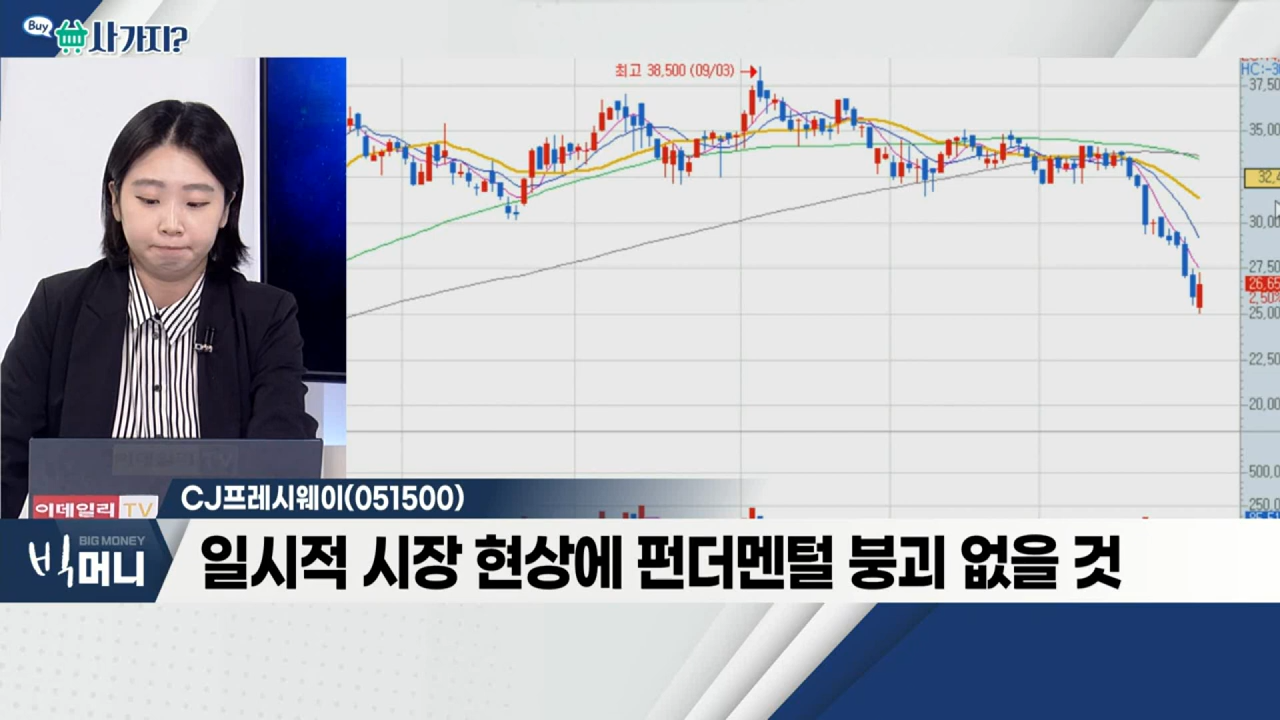 Buy
사가지?
최고 38,500 (09/03)
37,50
35,00
32,4
30,00
27,50
26,65
2,50%
25,00
22,50
20,00
500,0
250,0
이데일리TV
CJ프레시웨이(051500)
BIG MONEY
빅머니
일시적 시장 현상에 펀더멘털 붕괴 없을 것